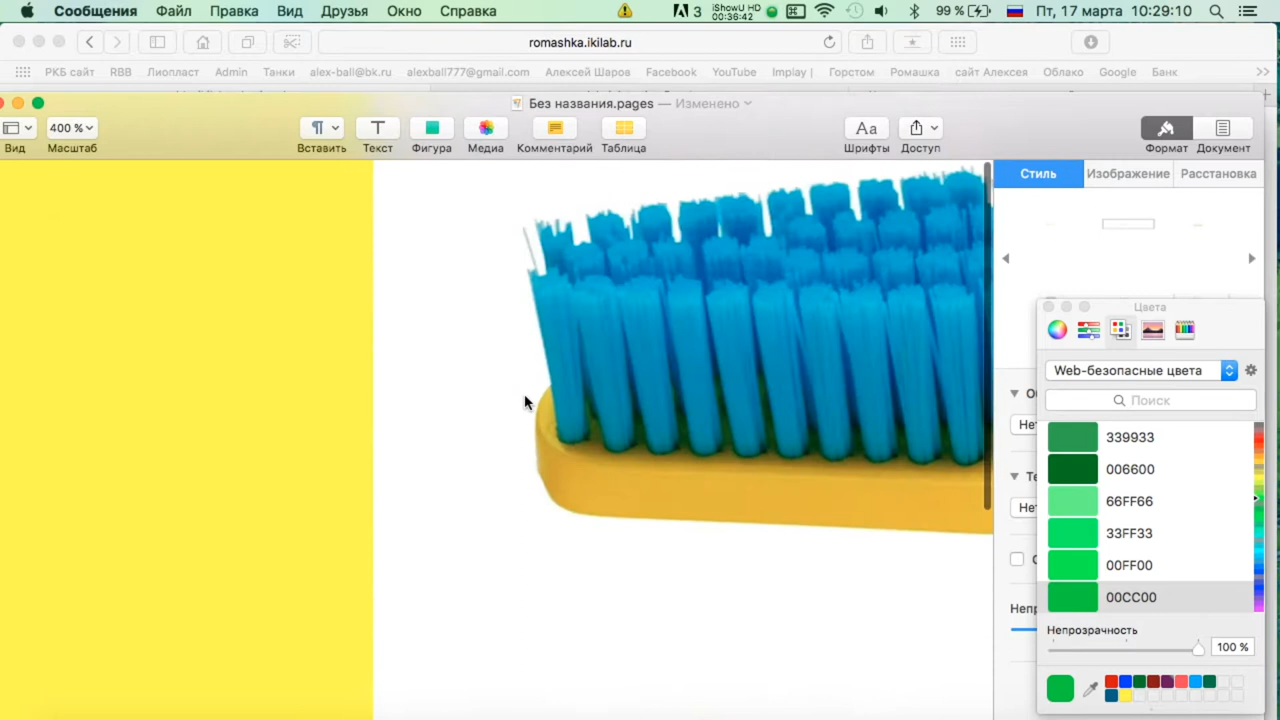 Сообщения Файл Правка Вид Друзья Окно Справка 3 iShowU HD 00:36:42 99 % Пт, 17 марта 10:29:10
romashka.ikilab.ru
РКБ сайт RBB Лиопласт Admin Танки alex-ball@bk.ru alexball777@gmail.com Алексей Шаров Facebook YouTube Implay | Горстом Ромашка сайт Алексея Облако Google Банк
Без названия.pages — Изменено
400 %
Вид Масштаб Вставить Текст Фигура Медиа Комментарий Таблица Шрифты Доступ Формат Документ
Стиль Изображение Расстановка
Цвета
Web-безопасные цвета
Поиск
339933
006600
66FF66
33FF33
00FF00
00CC00
Непрозрачность
100 %